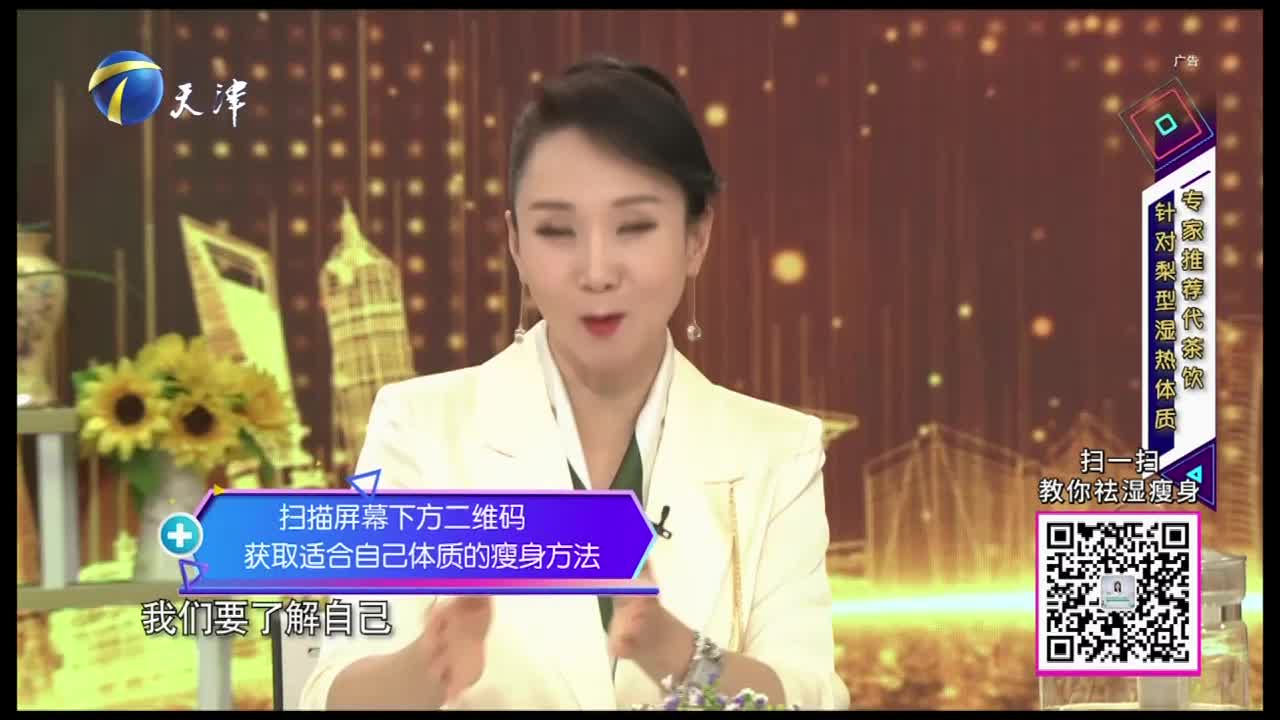 天津
广告
专家推荐代茶饮
针对梨型湿热体质
扫一扫
教你祛湿瘦身
扫描屏幕下方二维码
获取适合自己体质的瘦身方法
我们要了解自己